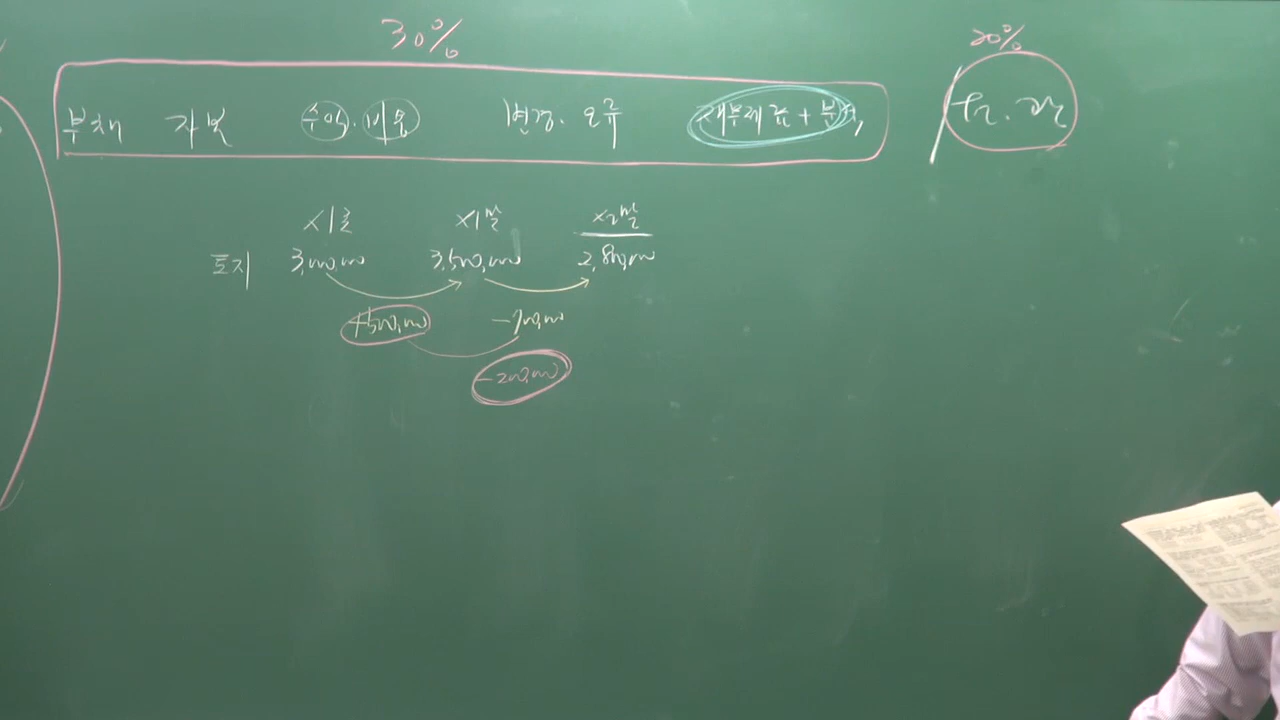 30%
20%
부채 자본 수익. 비용 변경. 오류 재무제표 + 부채,
x1초 x1말 x2말
토지 3,000,000 3,500,000 2,800,000
+500,000 -700,000
-200,000